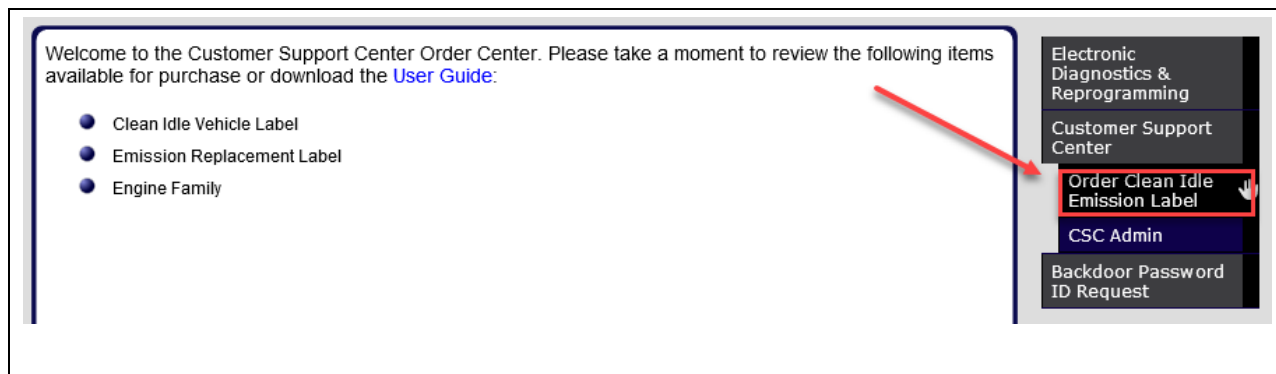 Welcome to the Customer Support Center Order Center. Please take a moment to review the following items
available for purchase or download the User Guide:
Clean Idle Vehicle Label
Emission Replacement Label
Engine Family
Electronic
Diagnostics &
Reprogramming
Customer Support
Center
Order Clean Idle
Emission Label
CSC Admin
Backdoor Password
ID Request